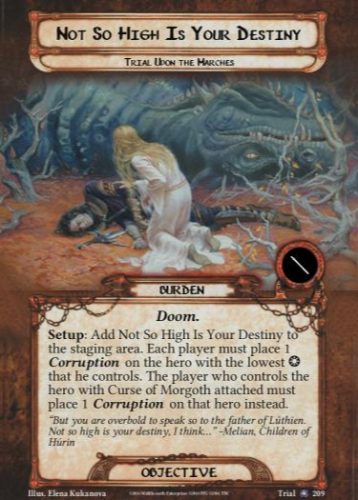 Not So High Is Your Destiny
Trial Upon the Marches
Burden
Doom.
Setup: Add Not So High Is Your Destiny to
the staging area. Each player must place 1
Corruption on the hero with the lowest
that he controls. The player who controls the
hero with Curse of Morgoth attached must
place 1 Corruption on that hero instead.
"But you are overbold to speak so to the father of Lúthien.
Not so high is your destiny, I think..." -Melian, Children of
Húrin
Objective
Illus. Elena Kukanova
Trial 209